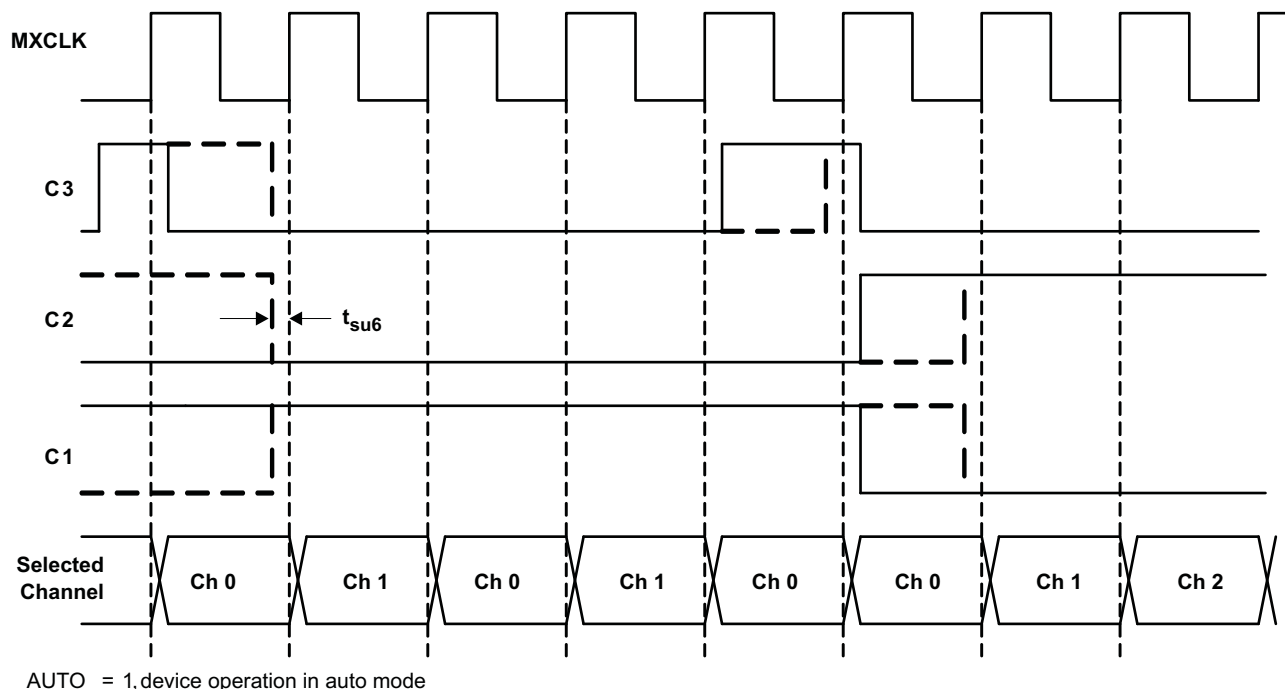 MXCLK
C3
C2
t_su6
C1
Selected
Channel
Ch 0
Ch 1
Ch 0
Ch 1
Ch 0
Ch 0
Ch 1
Ch 2
AUTO = 1, device operation in auto mode